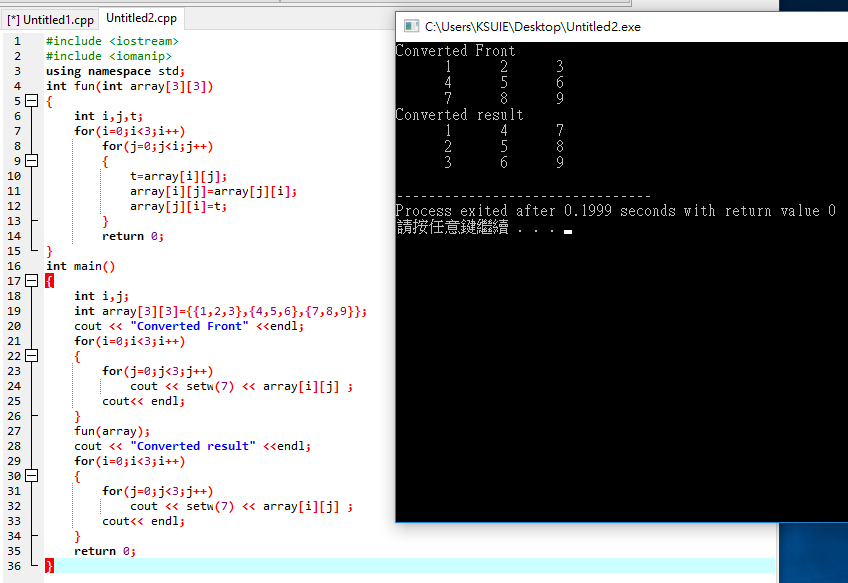 [*] Untitled1.cpp Untitled2.cpp
1 #include <iostream>
2 #include <iomanip>
3 using namespace std;
4 int fun(int array[3][3])
5 {
6 int i,j,t;
7 for(i=0;i<3;i++)
8 for(j=0;j<i;j++)
9 {
10 t=array[i][j];
11 array[i][j]=array[j][i];
12 array[j][i]=t;
13 }
14 return 0;
15 }
16 int main()
17 {
18 int i,j;
19 int array[3][3]={{1,2,3},{4,5,6},{7,8,9}};
20 cout << "Converted Front" <<endl;
21 for(i=0;i<3;i++)
22 {
23 for(j=0;j<3;j++)
24 cout << setw(7) << array[i][j] ;
25 cout<< endl;
26 }
27 fun(array);
28 cout << "Converted result" <<endl;
29 for(i=0;i<3;i++)
30 {
31 for(j=0;j<3;j++)
32 cout << setw(7) << array[i][j] ;
33 cout<< endl;
34 }
35 return 0;
36 }
C:\Users\KSUIE\Desktop\Untitled2.exe
Converted Front
1 2 3
4 5 6
7 8 9
Converted result
1 4 7
2 5 8
3 6 9
--------------------------------
Process exited after 0.1999 seconds with return value 0
請按任意鍵繼續 . . .